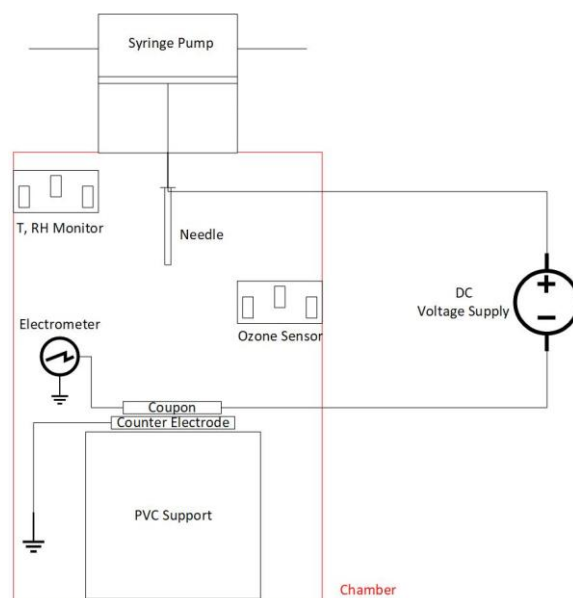 Syringe Pump
T, RH Monitor
Needle
DC
Voltage Supply
Ozone Sensor
Electrometer
Coupon
Counter Electrode
PVC Support
Chamber